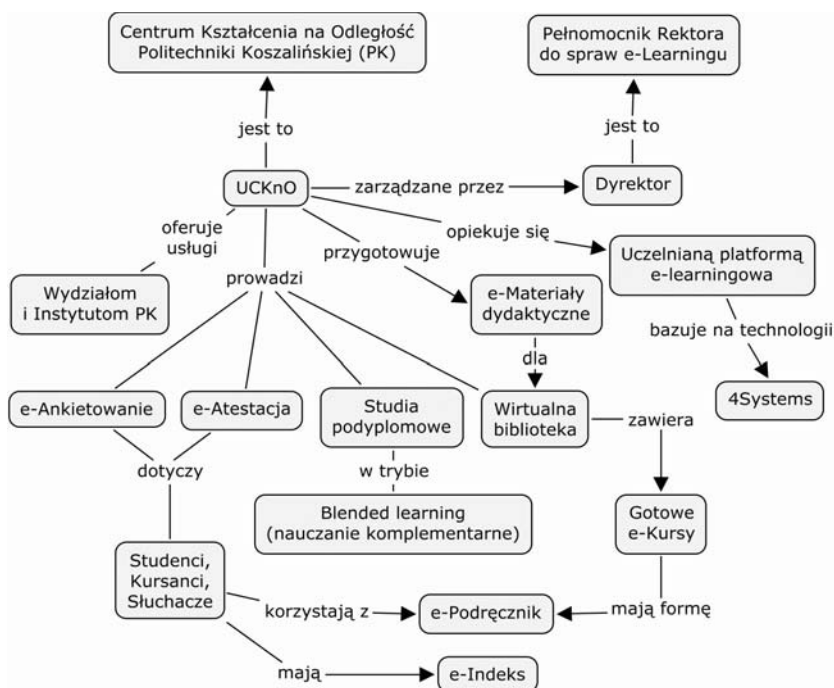 Centrum Kształcenia na Odległość
Politechniki Koszalińskiej (PK)
Pełnomocnik Rektora
do spraw e-Learningu
jest to
jest to
UCKnO
zarządzane przez
Dyrektor
oferuje
usługi
przygotowuje
opiekuje się
Uczelnianą platformą
e-learningowa
prowadzi
Wydziałom
i Instytutom PK
e-Materiały
dydaktyczne
bazuje na technologii
dla
e-Ankietowanie
e-Atestacja
Studia
podyplomowe
Wirtualna
biblioteka
zawiera
4Systems
dotyczy
w trybie
Blended learning
(nauczanie komplementarne)
Gotowe
e-Kursy
Studenci,
Kursanci,
Słuchacze
korzystają z
e-Podręcznik
mają formę
mają
e-Indeks